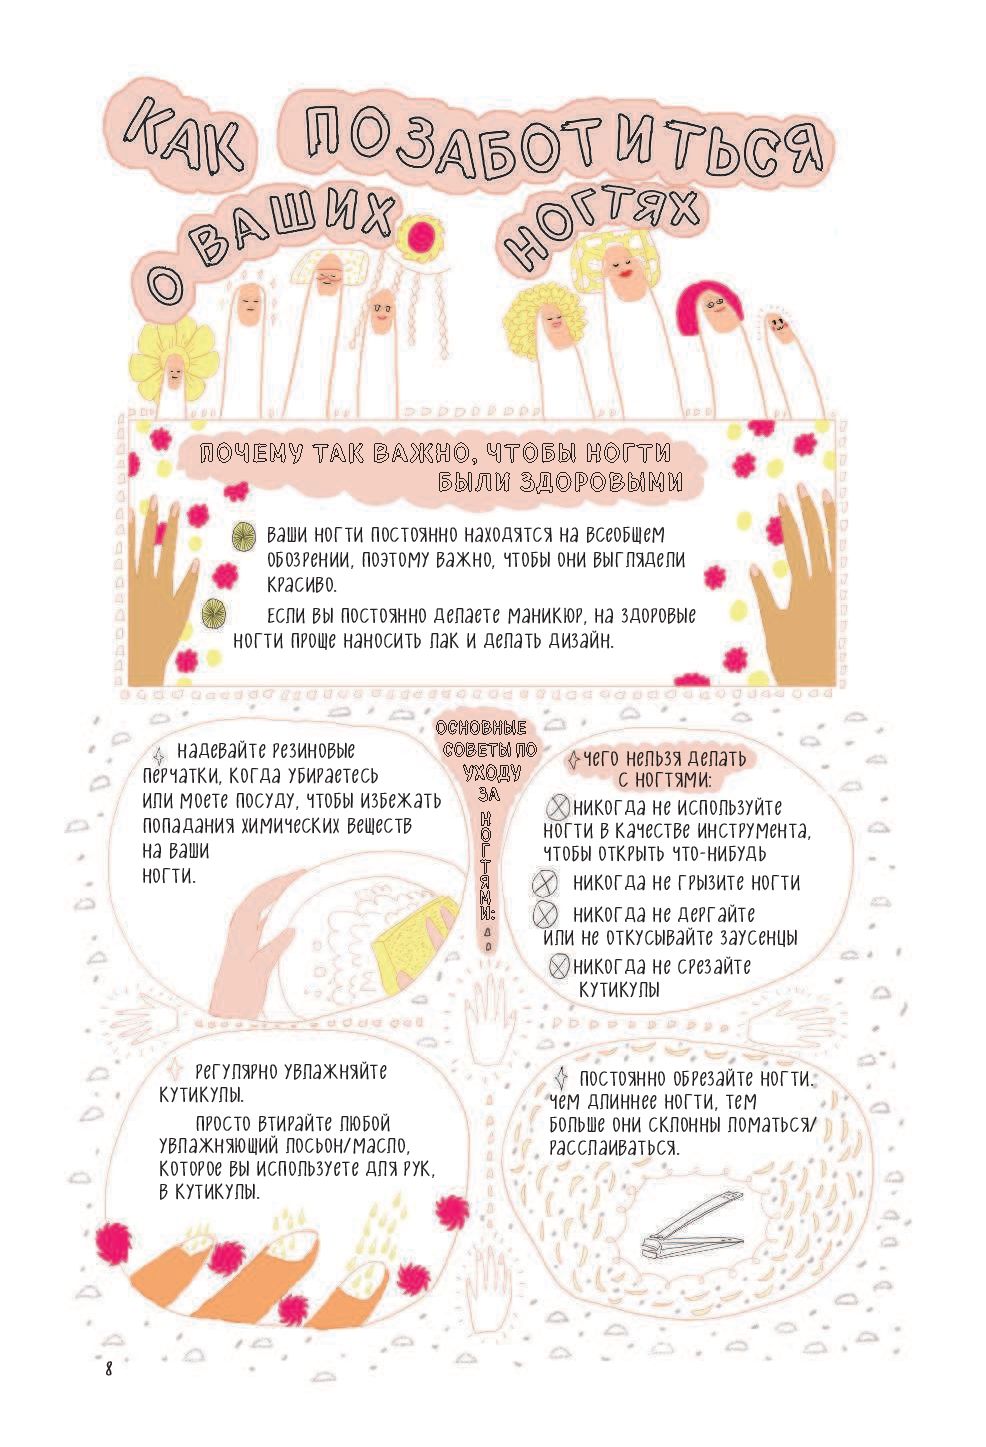 КАК ПОЗАБОТИТЬСЯ
О ВАШИХ НОГТЯХ
ПОЧЕМУ ТАК ВАЖНО, ЧТОБЫ НОГТИ
БЫЛИ ЗДОРОВЫМИ
ВАШИ НОГТИ ПОСТОЯННО НАХОДЯТСЯ НА ВСЕОБЩЕМ
ОБОЗРЕНИИ, ПОЭТОМУ ВАЖНО, ЧТОБЫ ОНИ ВЫГЛЯДЕЛИ
КРАСИВО.
ЕСЛИ ВЫ ПОСТОЯННО ДЕЛАЕТЕ МАНИКЮР, НА ЗДОРОВЫЕ
НОГТИ ПРОЩЕ НАНОСИТЬ ЛАК И ДЕЛАТЬ ДИЗАЙН.
ОСНОВНЫЕ
СОВЕТЫ ПО
УХОДУ
ЗА
НОГТЯМИ:
НАДЕВАЙТЕ РЕЗИНОВЫЕ
ПЕРЧАТКИ, КОГДА УБИРАЕТЕСЬ
ИЛИ МОЕТЕ ПОСУДУ, ЧТОБЫ ИЗБЕЖАТЬ
ПОПАДАНИЯ ХИМИЧЕСКИХ ВЕЩЕСТВ
НА ВАШИ
НОГТИ.
ЧЕГО НЕЛЬЗЯ ДЕЛАТЬ
С НОГТЯМИ:
НИКОГДА НЕ ИСПОЛЬЗУЙТЕ
НОГТИ В КАЧЕСТВЕ ИНСТРУМЕНТА,
ЧТОБЫ ОТКРЫТЬ ЧТО-НИБУДЬ
НИКОГДА НЕ ГРЫЗИТЕ НОГТИ
НИКОГДА НЕ ДЕРГАЙТЕ
ИЛИ НЕ ОТКУСЫВАЙТЕ ЗАУСЕНЦЫ
НИКОГДА НЕ СРЕЗАЙТЕ
КУТИКУЛЫ
РЕГУЛЯРНО УВЛАЖНЯЙТЕ
КУТИКУЛЫ.
ПРОСТО ВТИРАЙТЕ ЛЮБОЙ
УВЛАЖНЯЮЩИЙ ЛОСЬОН/МАСЛО,
КОТОРОЕ ВЫ ИСПОЛЬЗУЕТЕ ДЛЯ РУК,
В КУТИКУЛЫ.
ПОСТОЯННО ОБРЕЗАЙТЕ НОГТИ:
ЧЕМ ДЛИННЕЕ НОГТИ, ТЕМ
БОЛЬШЕ ОНИ СКЛОННЫ ЛОМАТЬСЯ/
РАССЛАИВАТЬСЯ.
8